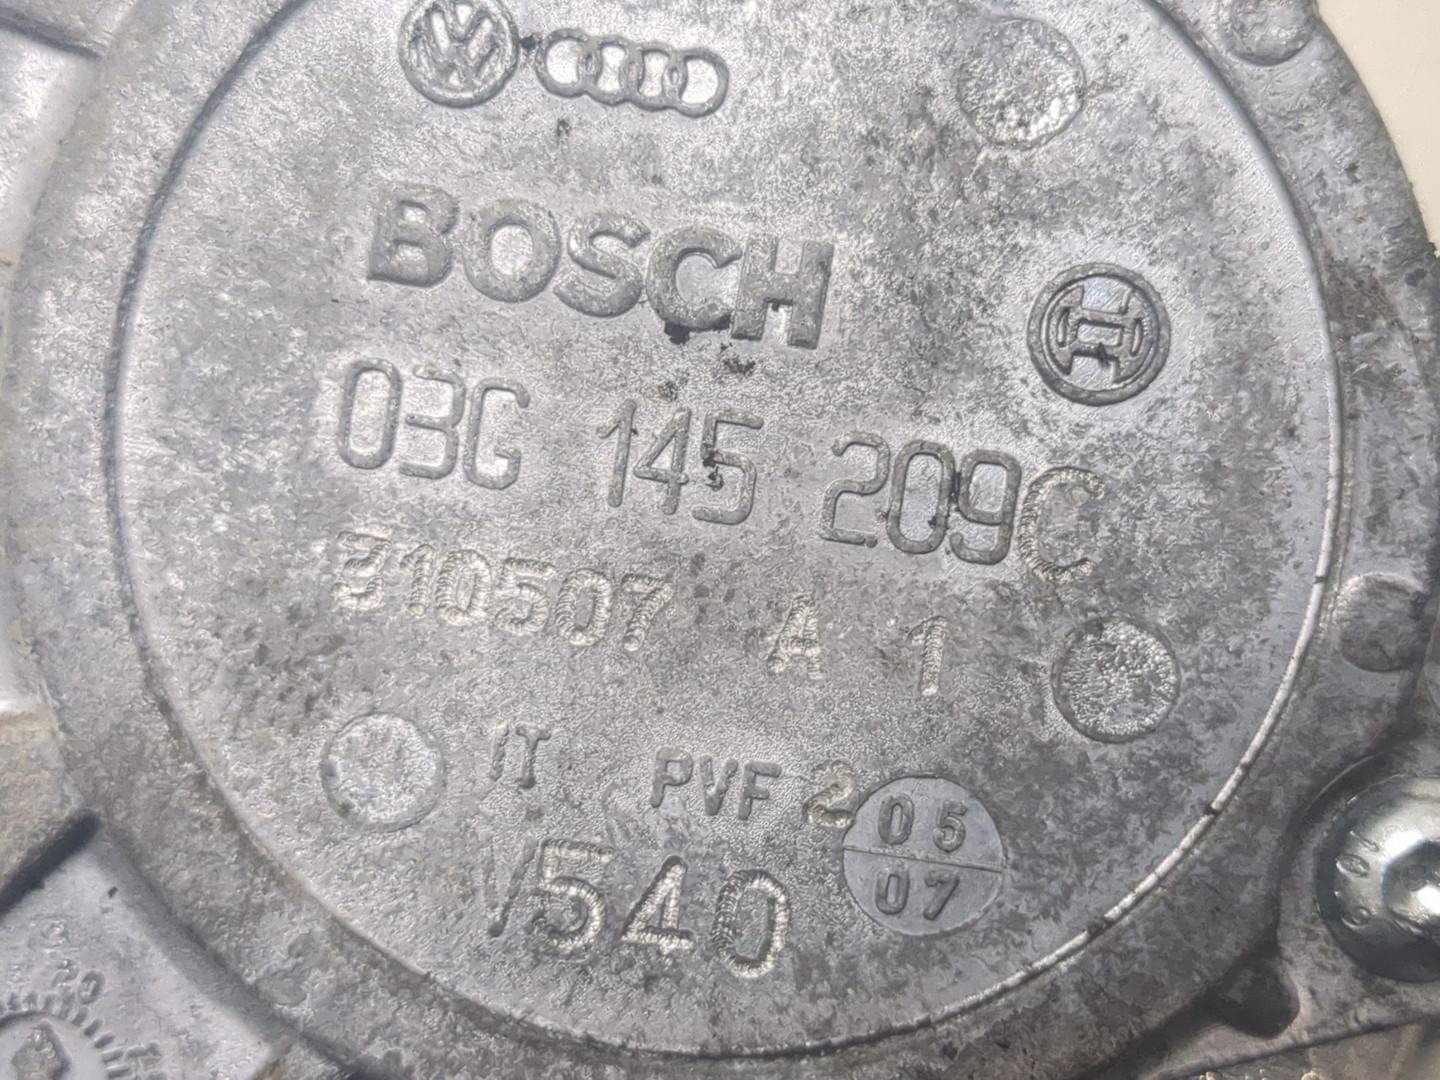 BOSCH
03G 145 209C
310507 A 1
IT PVF 2
05
07
V540